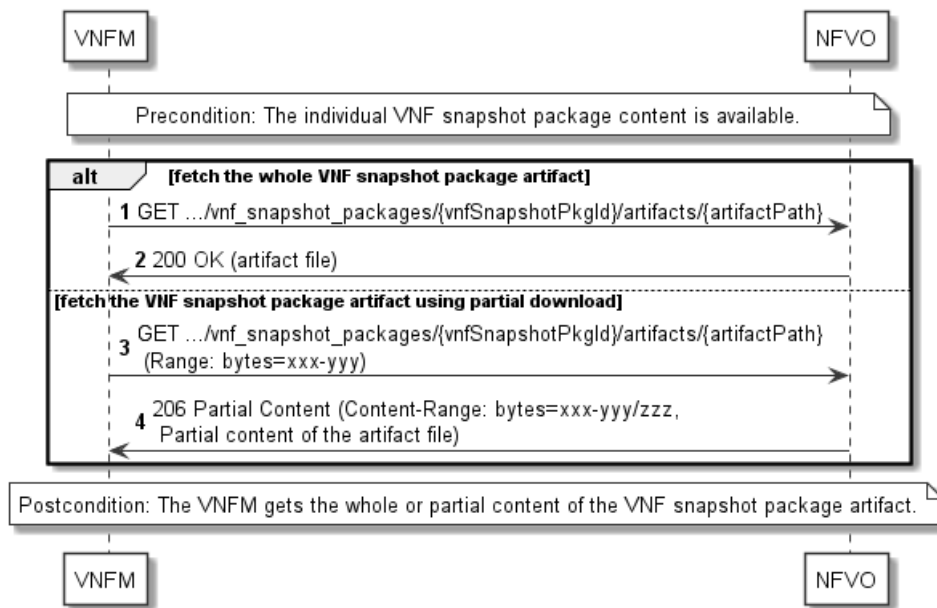 VNFM NFVO
Precondition: The individual VNF snapshot package content is available.
alt [fetch the whole VNF snapshot package artifact]
1 GET .../vnf_snapshot_packages/{vnfSnapshotPkgId}/artifacts/{artifactPath}
2 200 OK (artifact file)
[fetch the VNF snapshot package artifact using partial download]
3 GET .../vnf_snapshot_packages/{vnfSnapshotPkgId}/artifacts/{artifactPath}
(Range: bytes=xxx-yyy)
4 206 Partial Content (Content-Range: bytes=xxx-yyy/zzz,
Partial content of the artifact file)
Postcondition: The VNFM gets the whole or partial content of the VNF snapshot package artifact.
VNFM NFVO